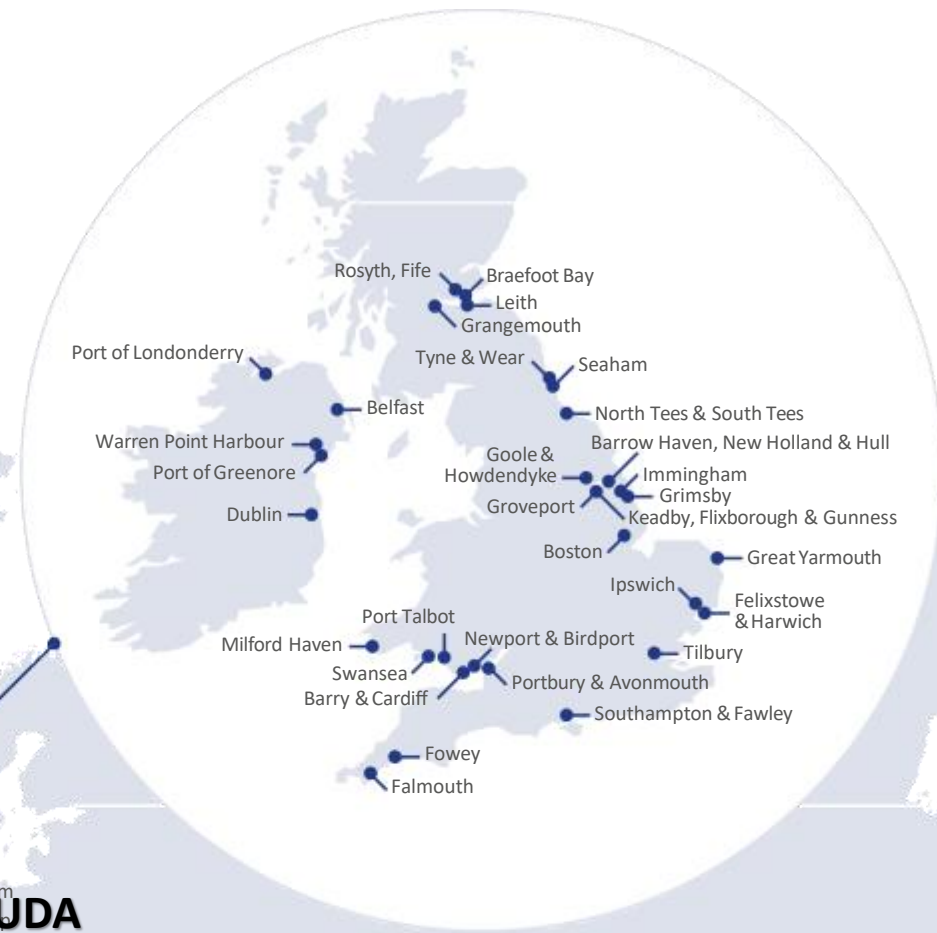 Rosyth, Fife
Braefoot Bay
Leith
Grangemouth
Port of Londonderry
Tyne & Wear
Seaham
Belfast
North Tees & South Tees
Warren Point Harbour
Port of Greenore
Barrow Haven, New Holland & Hull
Goole &
Howdendyke
Immingham
Grimsby
Groveport
Keadby, Flixborough & Gunness
Dublin
Boston
Great Yarmouth
Ipswich
Felixstowe
& Harwich
Port Talbot
Milford Haven
Newport & Birdport
Tilbury
Swansea
Portbury & Avonmouth
Barry & Cardiff
Southampton & Fawley
Fowey
Falmouth
UDA